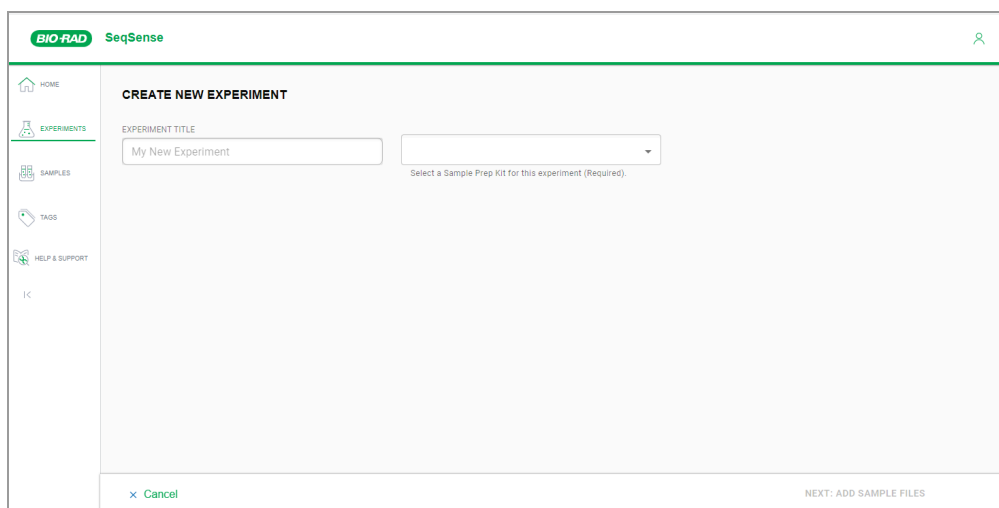 BIO-RAD SeqSense
HOME
EXPERIMENTS
SAMPLES
TAGS
HELP & SUPPORT
CREATE NEW EXPERIMENT
EXPERIMENT TITLE
My New Experiment
Select a Sample Prep Kit for this experiment (Required).
× Cancel
NEXT: ADD SAMPLE FILES